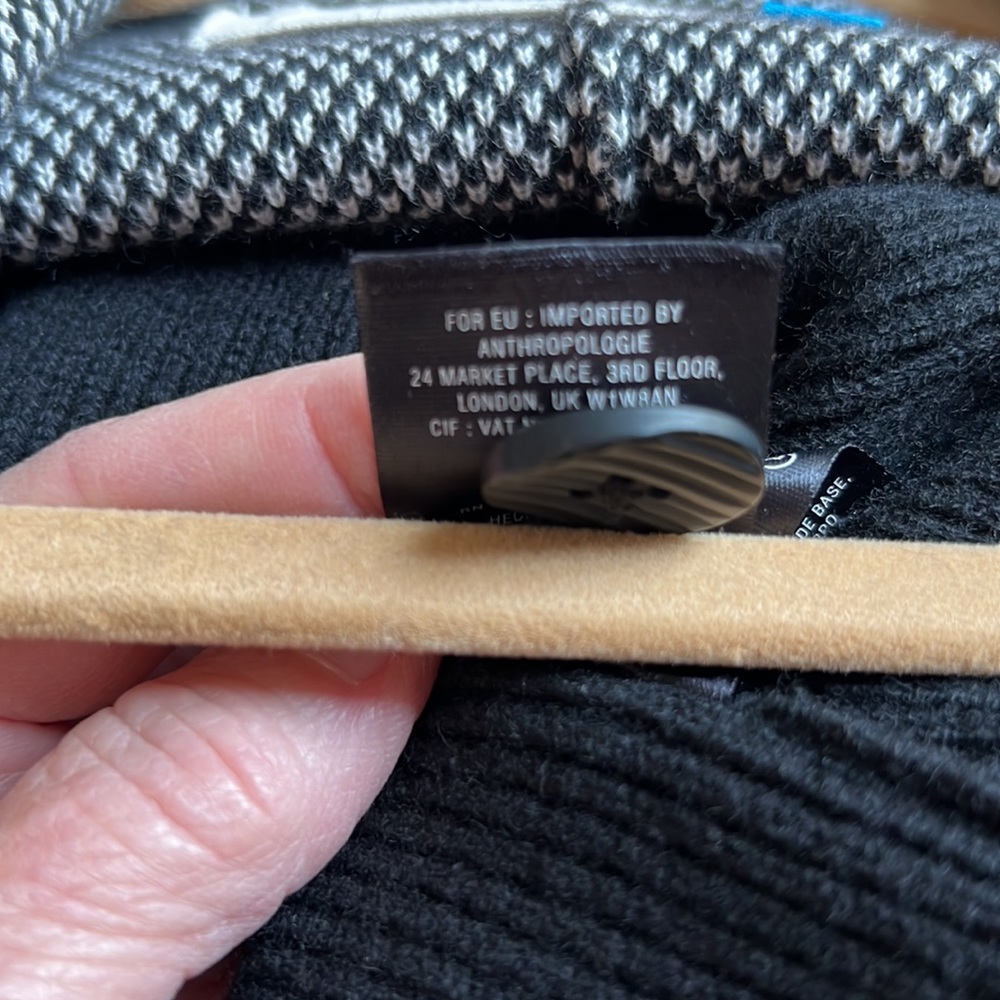 FOR EU : IMPORTED BY
ANTHROPOLOGIE
24 MARKET PLACE, 3RD FLOOR,
LONDON, UK W1W8AN
CIF : VAT
DE BASE,